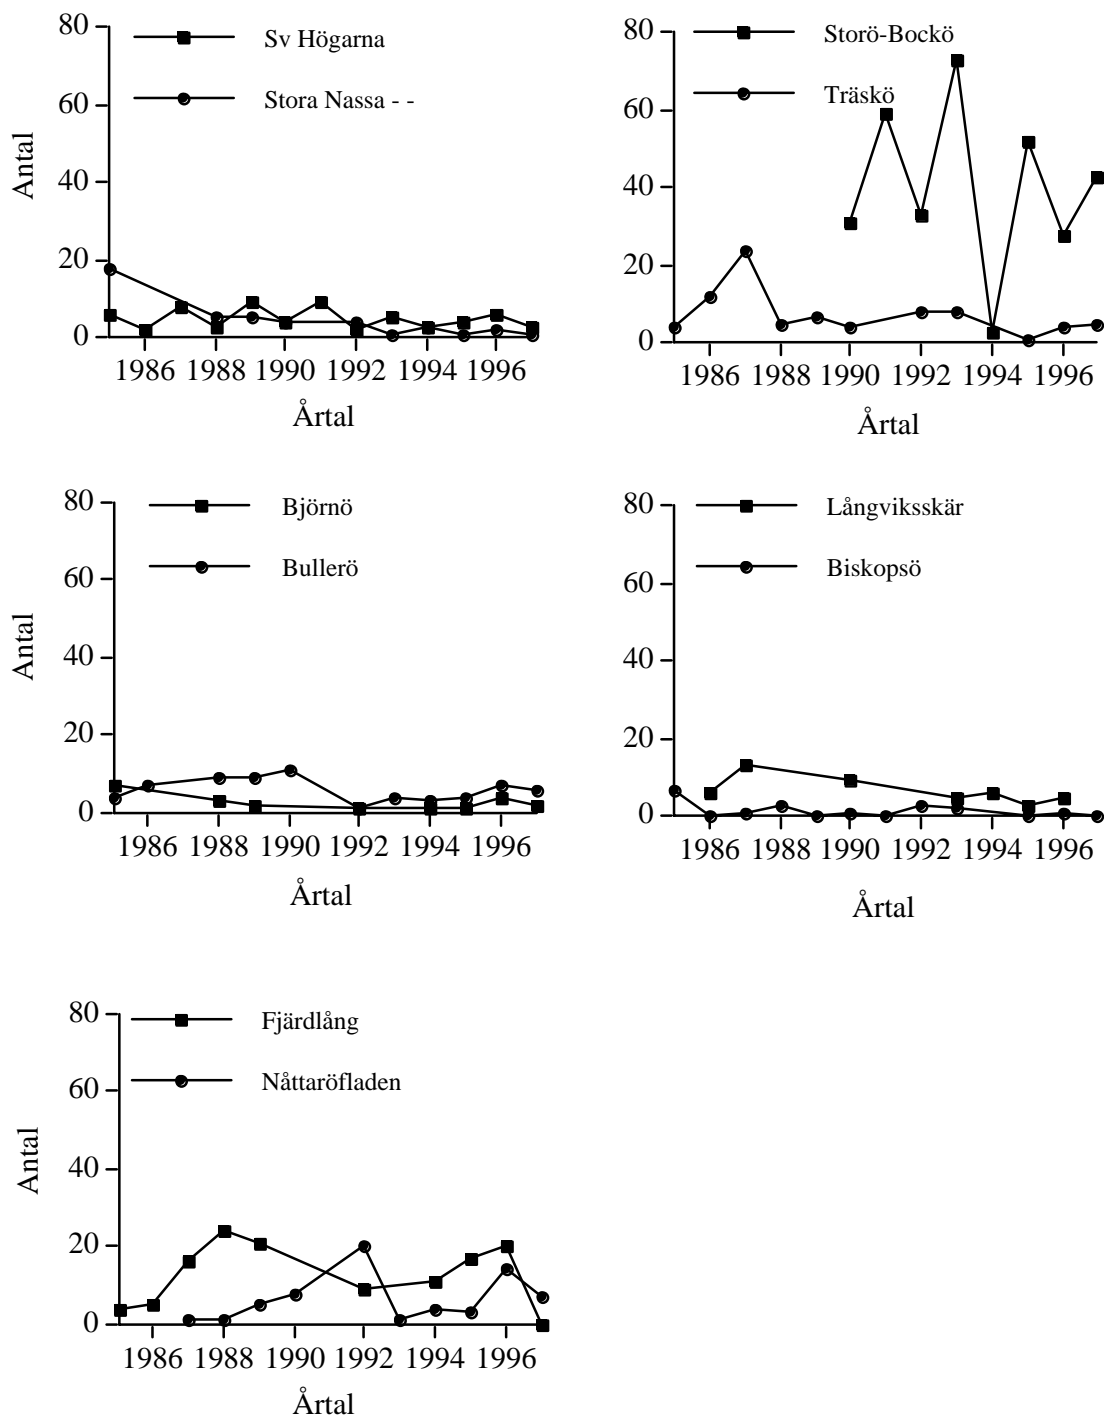 80
60
40
20
0
Antal
Sv Högarna
Stora Nassa - -
1986 1988 1990 1992 1994 1996
Årtal
80
60
40
20
0
Storö-Bockö
Träskö
1986 1988 1990 1992 1994 1996
Årtal
80
60
40
20
0
Antal
Björnö
Bullerö
1986 1988 1990 1992 1994 1996
Årtal
80
60
40
20
0
Långviksskär
Biskopsö
1986 1988 1990 1992 1994 1996
Årtal
80
60
40
20
0
Antal
Fjärdlång
Nåttaröfladen
1986 1988 1990 1992 1994 1996
Årtal